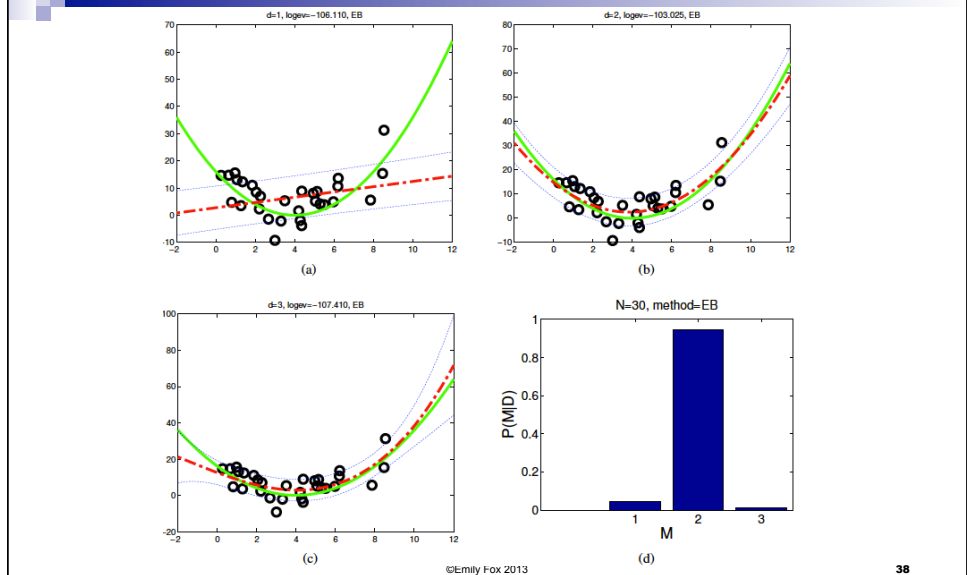 d=1, logev=-106.110, EB
70
60
50
40
30
20
10
0
-10
-2 0 2 4 6 8 10 12
(a)
d=2, logev=-103.025, EB
80
70
60
50
40
30
20
10
0
-10
-2 0 2 4 6 8 10 12
(b)
d=3, logev=-107.410, EB
100
80
60
40
20
0
-20
-2 0 2 4 6 8 10 12
(c)
N=30, method=EB
1
0.8
0.6
0.4
0.2
0
P(M|D)
1 2 3
M
(d)
©Emily Fox 2013
38